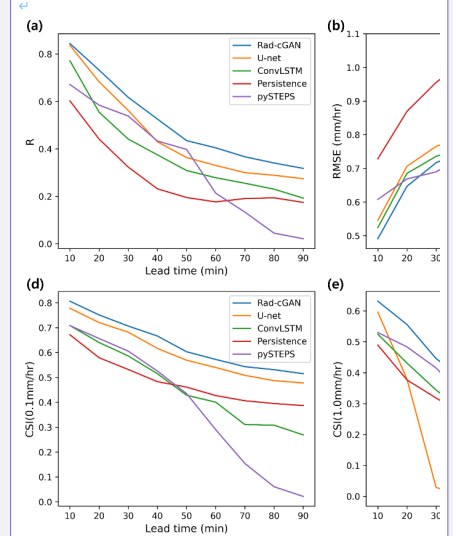 (a)
(b)
R
0.8
0.6
0.4
0.2
0.0
Rad-cGAN
U-net
ConvLSTM
Persistence
pySTEPS
10 20 30 40 50 60 70 80 90
Lead time (min)
RMSE (mm/hr)
1.1
1.0
0.9
0.8
0.7
0.6
0.5
10 20
(d)
(e)
CSI(0.1mm/hr)
0.8
0.7
0.6
0.5
0.4
0.3
0.2
0.1
0.0
Rad-cGAN
U-net
ConvLSTM
Persistence
pySTEPS
10 20 30 40 50 60 70 80 90
Lead time (min)
CSI(1.0mm/hr)
0.6
0.5
0.4
0.3
0.2
0.1
0.0
10 20